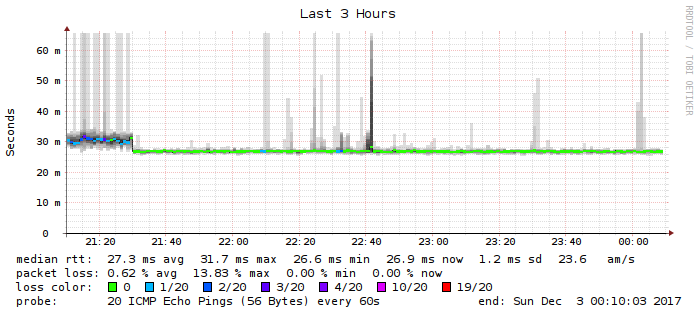 Last 3 Hours
RRDTOOL / TOBI OETIKER
Seconds
60 m
50 m
40 m
30 m
20 m
10 m
0
21:20 21:40 22:00 22:20 22:40 23:00 23:20 23:40 00:00
median rtt: 27.3 ms avg 31.7 ms max 26.6 ms min 26.9 ms now 1.2 ms sd 23.6 am/s
packet loss: 0.62 % avg 13.83 % max 0.00 % min 0.00 % now
loss color: 0 1/20 2/20 3/20 4/20 10/20 19/20
probe: 20 ICMP Echo Pings (56 Bytes) every 60s end: Sun Dec 3 00:10:03 2017